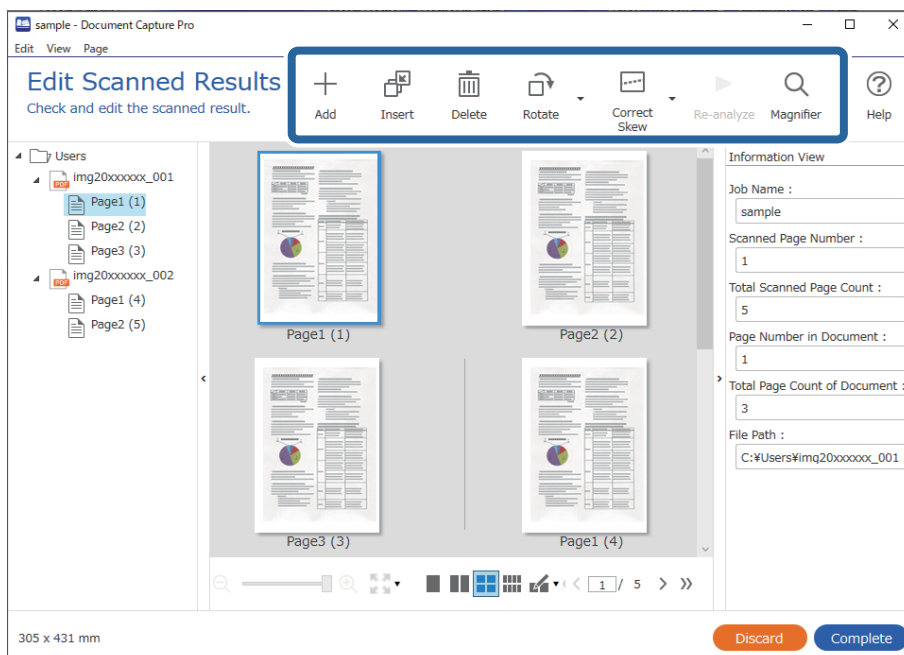 sample - Document Capture Pro
Edit View Page
Edit Scanned Results
Check and edit the scanned result.
Add
Insert
Delete
Rotate
Correct
Skew
Re-analyze
Magnifier
Help
Users
img20xxxxxx_001
PDF
Page1 (1)
Page2 (2)
Page3 (3)
img20xxxxxx_002
PDF
Page1 (4)
Page2 (5)
Page1 (1)
Page2 (2)
Page3 (3)
Page1 (4)
1 / 5
Information View
Job Name :
sample
Scanned Page Number :
1
Total Scanned Page Count :
5
Page Number in Document :
1
Total Page Count of Document :
3
File Path :
C:¥Users¥img20xxxxxx_001.
305 x 431 mm
Discard
Complete